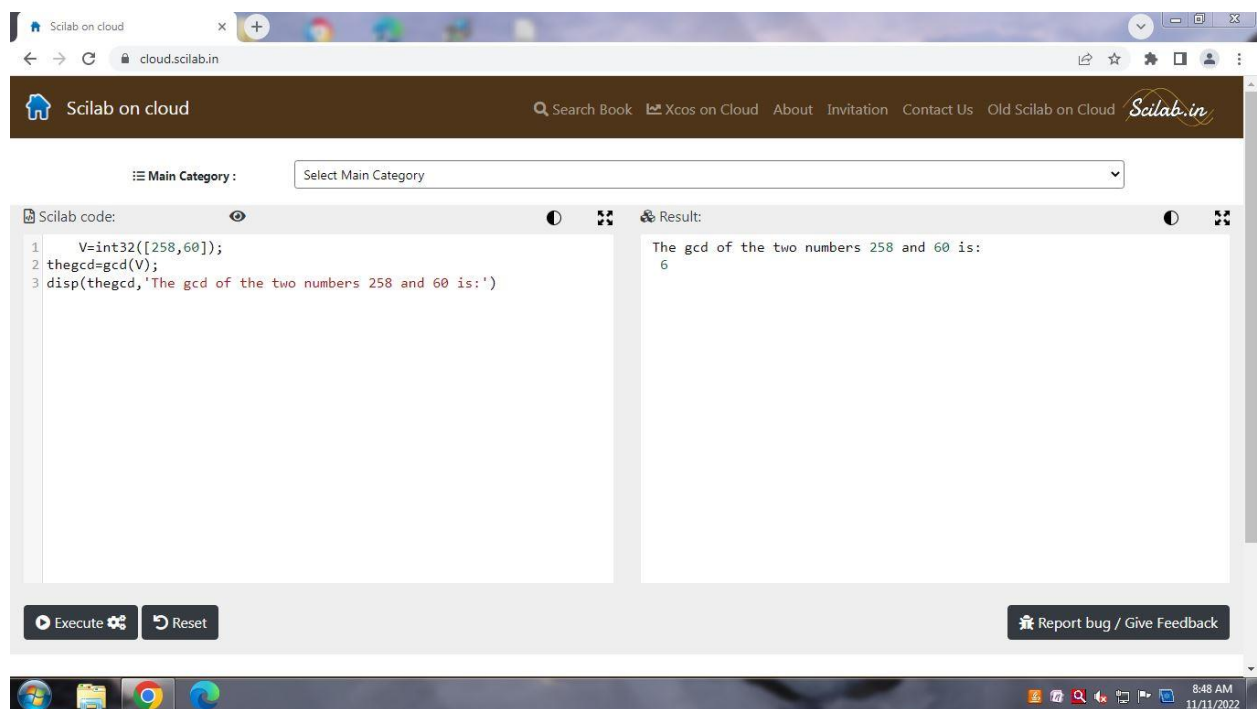 Scilab on cloud
cloud.scilab.in
Scilab on cloud
Search Book Xcos on Cloud About Invitation Contact Us Old Scilab on Cloud Scilab.in
Main Category :
Select Main Category
Scilab code:
1 V=int32([258,60]);
2 thegcd=gcd(V);
3 disp(thegcd,'The gcd of the two numbers 258 and 60 is:')
Result:
The gcd of the two numbers 258 and 60 is:
6
Execute Reset
Report bug / Give Feedback
8:48 AM
11/11/2022